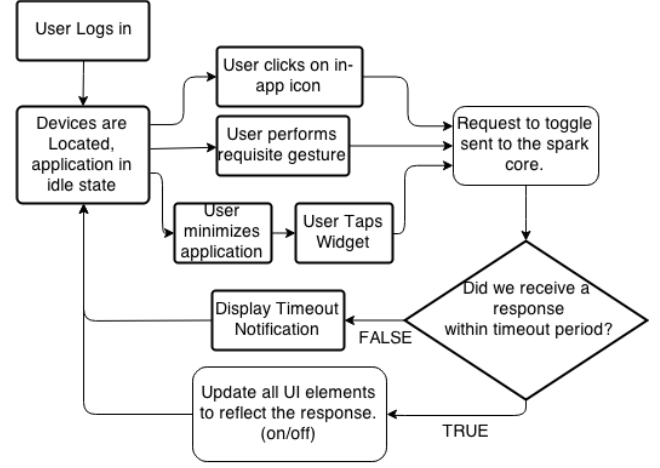 User Logs in
User clicks on in-
app icon
Devices are
Located,
application in
idle state
User performs
requisite gesture
Request to toggle
sent to the spark
core.
User
minimizes
application
User Taps
Widget
Did we receive a
response
within timeout period?
Display Timeout
Notification
FALSE
Update all UI elements
to reflect the response.
(on/off)
TRUE